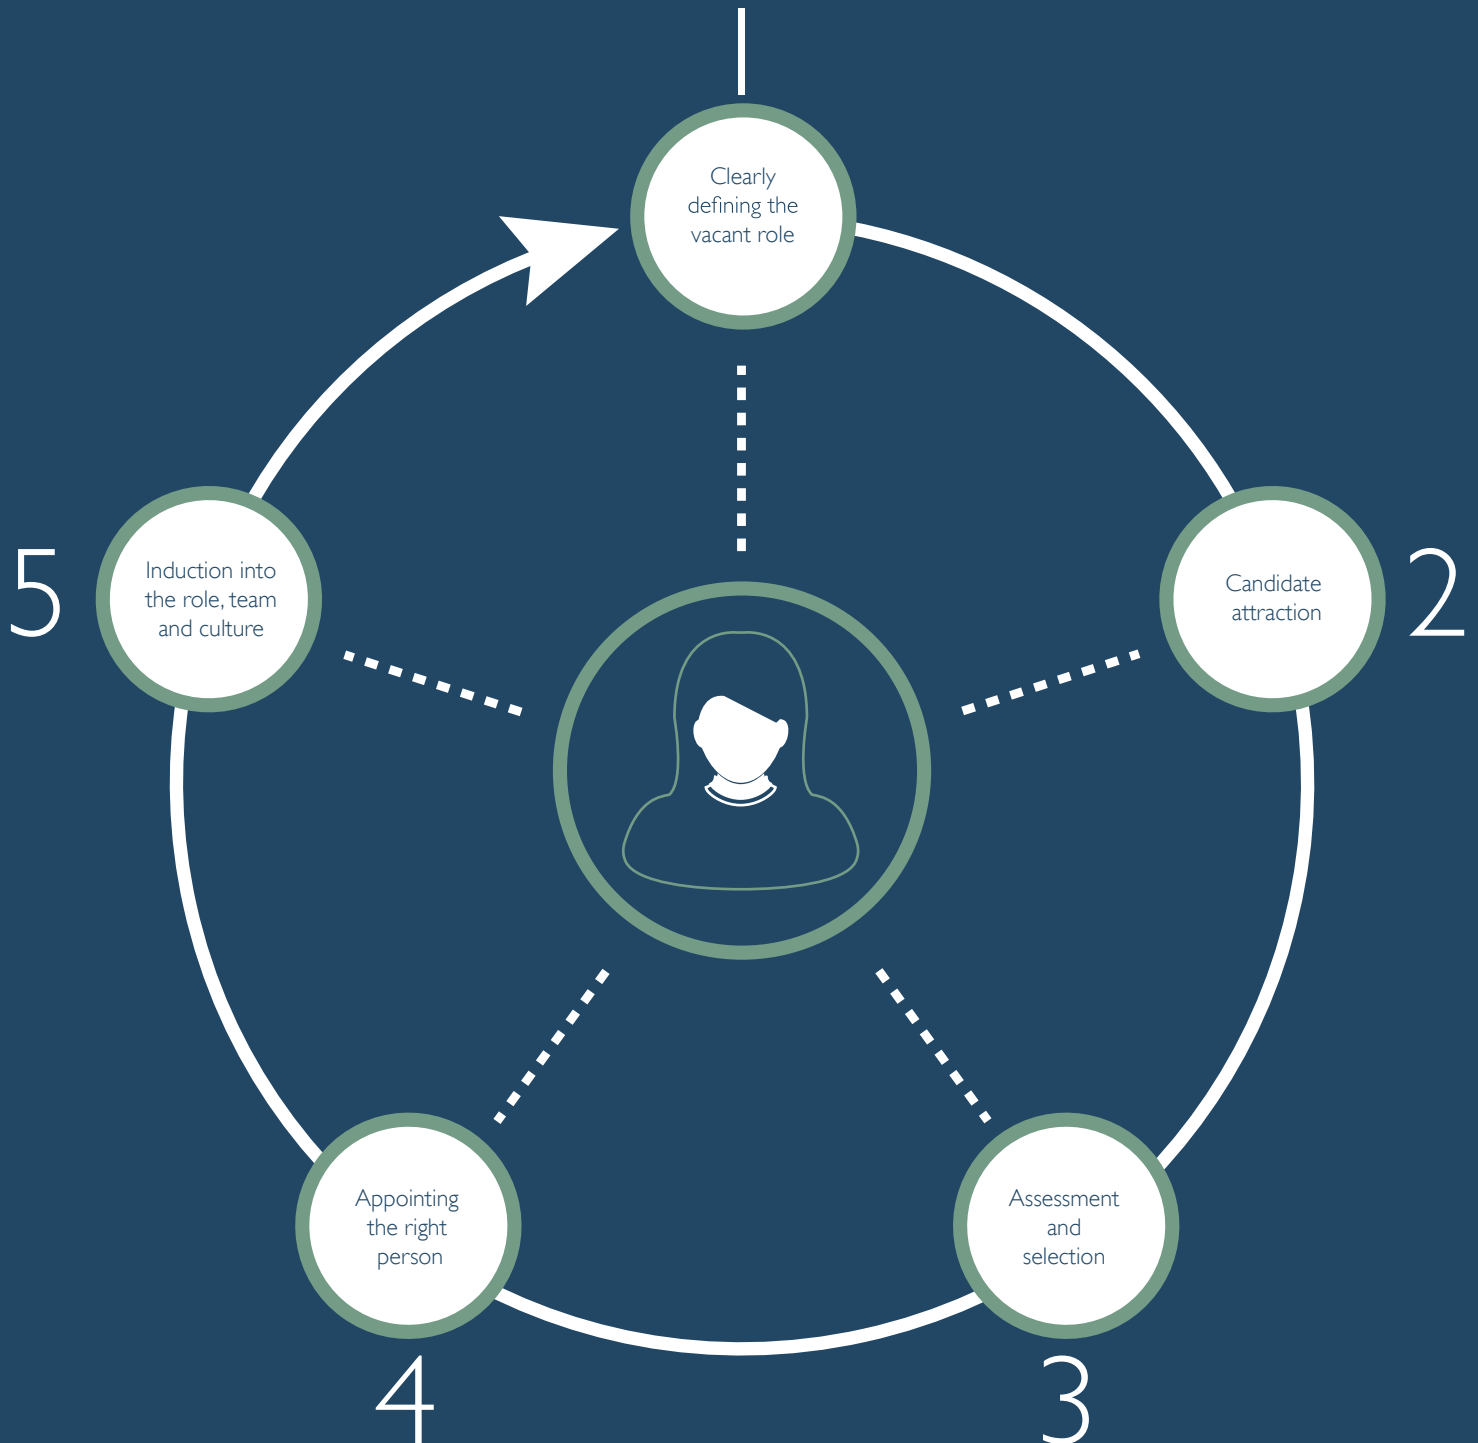 1
Clearly
defining the
vacant role
2
Candidate
attraction
3
Assessment
and
selection
4
Appointing
the right
person
5
Induction into
the role, team
and culture